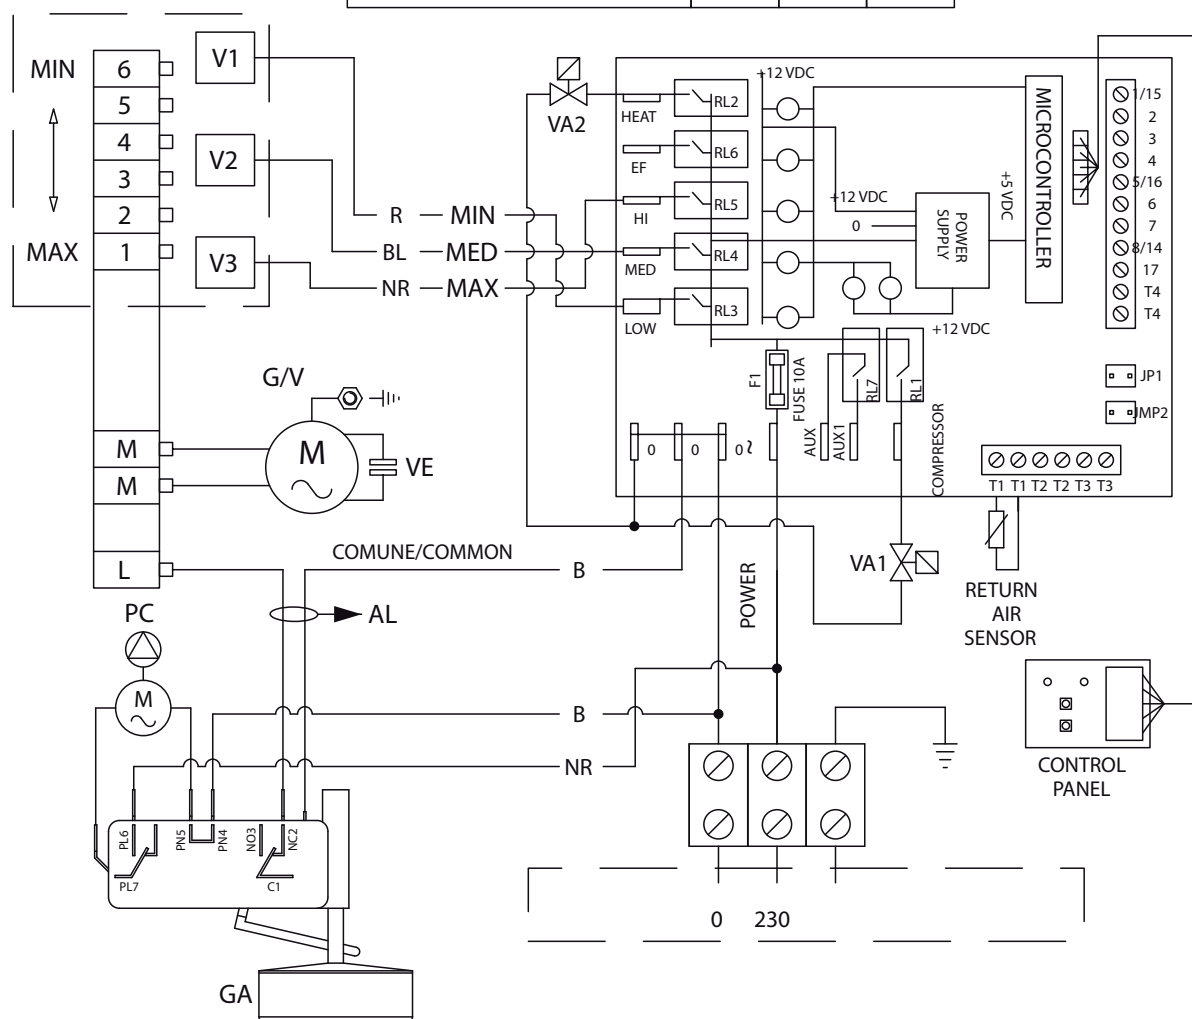 MIN
6
5
4
3
2
MAX
1
V1
V2
V3
R
MIN
BL
MED
NR
MAX
VA2
HEAT
RL2
EF
RL6
HI
RL5
MED
RL4
LOW
RL3
+12 VDC
+12 VDC
0
POWER
SUPPLY
+5 VDC
MICROCONTROLLER
+12 VDC
1/15
2
3
4
5/16
6
7
8/14
17
T4
T4
JP1
JMP2
F1
FUSE 10A
RL7
RL1
AUX
AUX1
COMPRESSOR
0
0
0~
T1 T1 T2 T2 T3 T3
G/V
M
M
M
VE
L
COMUNE/COMMON
B
AL
PC
M
POWER
VA1
RETURN
AIR
SENSOR
B
NR
CONTROL
PANEL
PL6
PN5
PN4
NO3
NC2
PL7
C1
0 230
GA